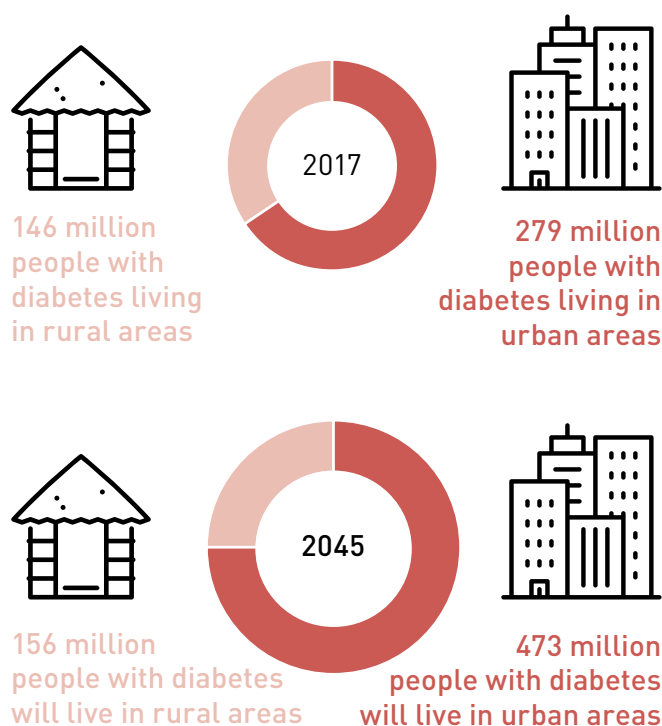 2017
146 million
people with
diabetes living
in rural areas
279 million
people with
diabetes living in
urban areas
2045
156 million
people with diabetes
will live in rural areas
473 million
people with diabetes
will live in urban areas